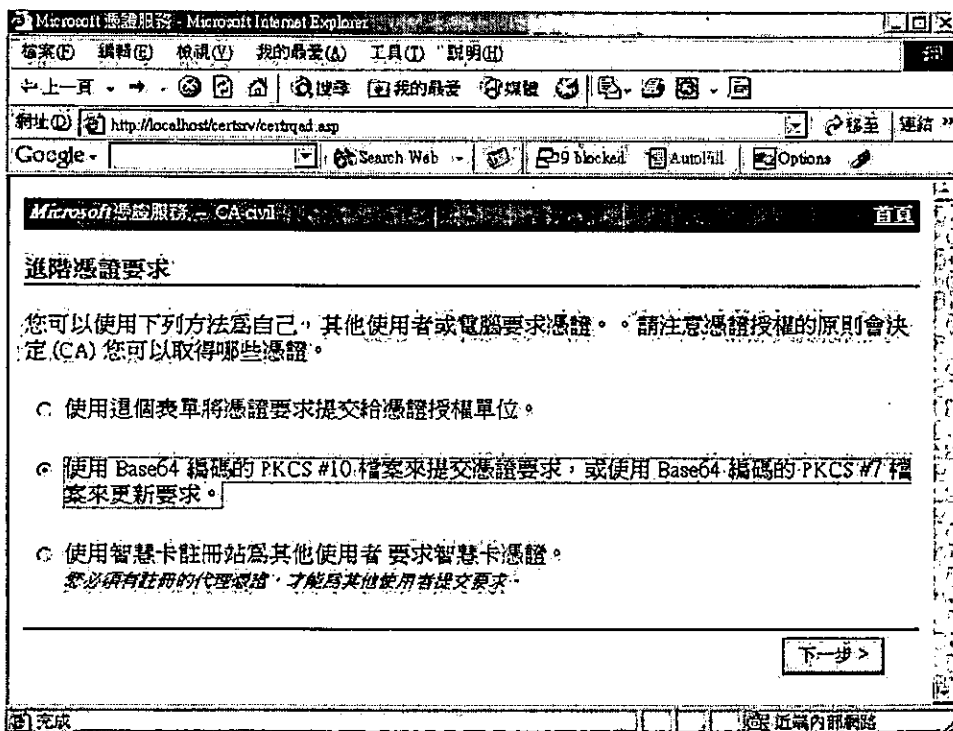 Microsoft 憑證服務 - Microsoft Internet Explorer
檔案(F) 編輯(E) 檢視(V) 我的最愛(A) 工具(T) 說明(H)
上一頁 搜尋 我的最愛 媒體
網址(D) http://localhost/certsrv/certrqad.asp 移至 連結 »
Google Search Web 9 blocked AutoFill Options
Microsoft 憑證服務 -- CA-civil 首頁
進階憑證要求
您可以使用下列方法為自己,其他使用者或電腦要求憑證。。請注意憑證授權的原則會決
定 (CA) 您可以取得哪些憑證。
使用這個表單將憑證要求提交給憑證授權單位。
使用 Base64 編碼的 PKCS #10 檔案來提交憑證要求,或使用 Base64 編碼的 PKCS #7 檔
案來更新要求。
使用智慧卡註冊站為其他使用者 要求智慧卡憑證。
您必須有註冊的代理憑證,才能為其他使用者提交要求。
下一步 >
完成 近端內部網路